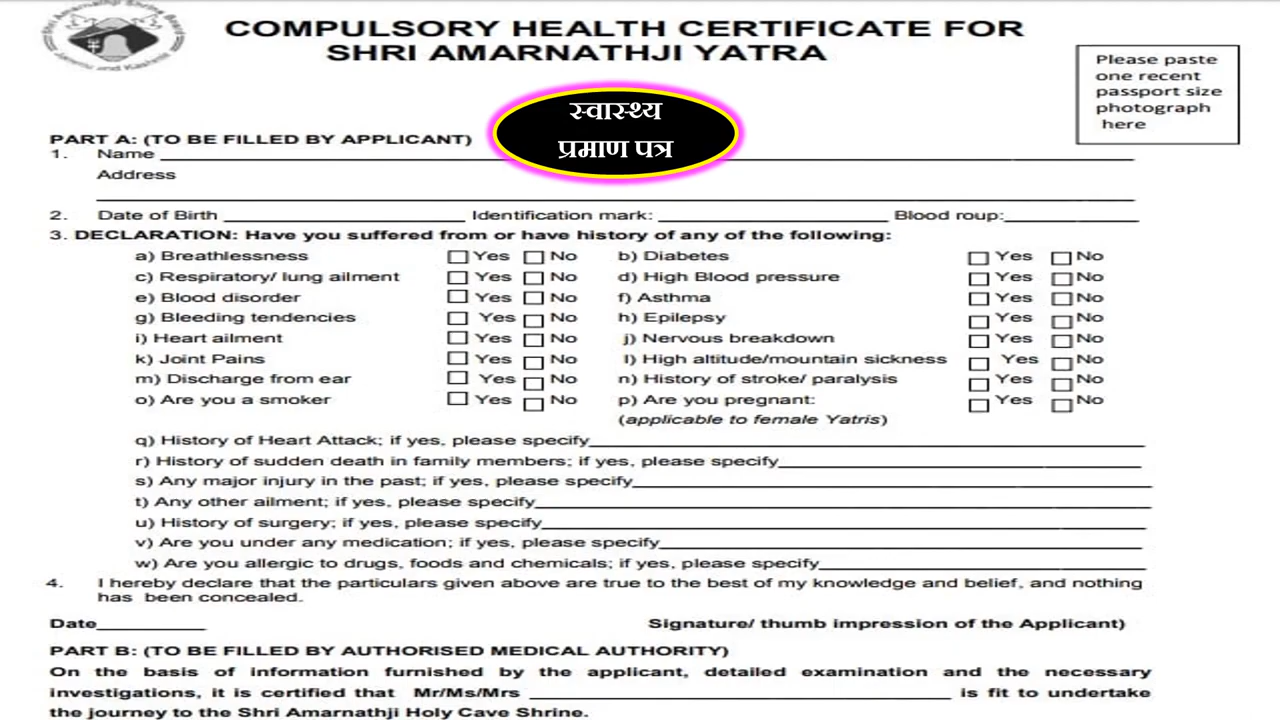 Shri Amarnathji Shrine Board
Jammu and Kashmir
COMPULSORY HEALTH CERTIFICATE FOR
SHRI AMARNATHJI YATRA
Please paste
one recent
passport size
photograph
here
स्वास्थ्य
प्रमाण पत्र
PART A: (TO BE FILLED BY APPLICANT)
1. Name
Address
2. Date of Birth Identification mark: Blood roup:
3. DECLARATION: Have you suffered from or have history of any of the following:
a) Breathlessness Yes No b) Diabetes Yes No
c) Respiratory/ lung ailment Yes No d) High Blood pressure Yes No
e) Blood disorder Yes No f) Asthma Yes No
g) Bleeding tendencies Yes No h) Epilepsy Yes No
i) Heart ailment Yes No j) Nervous breakdown Yes No
k) Joint Pains Yes No l) High altitude/mountain sickness Yes No
m) Discharge from ear Yes No n) History of stroke/ paralysis Yes No
o) Are you a smoker Yes No p) Are you pregnant: Yes No
(applicable to female Yatris)
q) History of Heart Attack; if yes, please specify
r) History of sudden death in family members; if yes, please specify
s) Any major injury in the past; if yes, please specify
t) Any other ailment; if yes, please specify
u) History of surgery; if yes, please specify
v) Are you under any medication; if yes, please specify
w) Are you allergic to drugs, foods and chemicals; if yes, please specify
4. I hereby declare that the particulars given above are true to the best of my knowledge and belief, and nothing
has been concealed.
Date Signature/ thumb impression of the Applicant)
PART B: (TO BE FILLED BY AUTHORISED MEDICAL AUTHORITY)
On the basis of information furnished by the applicant, detailed examination and the necessary
investigations, it is certified that Mr/Ms/Mrs is fit to undertake
the journey to the Shri Amarnathji Holy Cave Shrine.